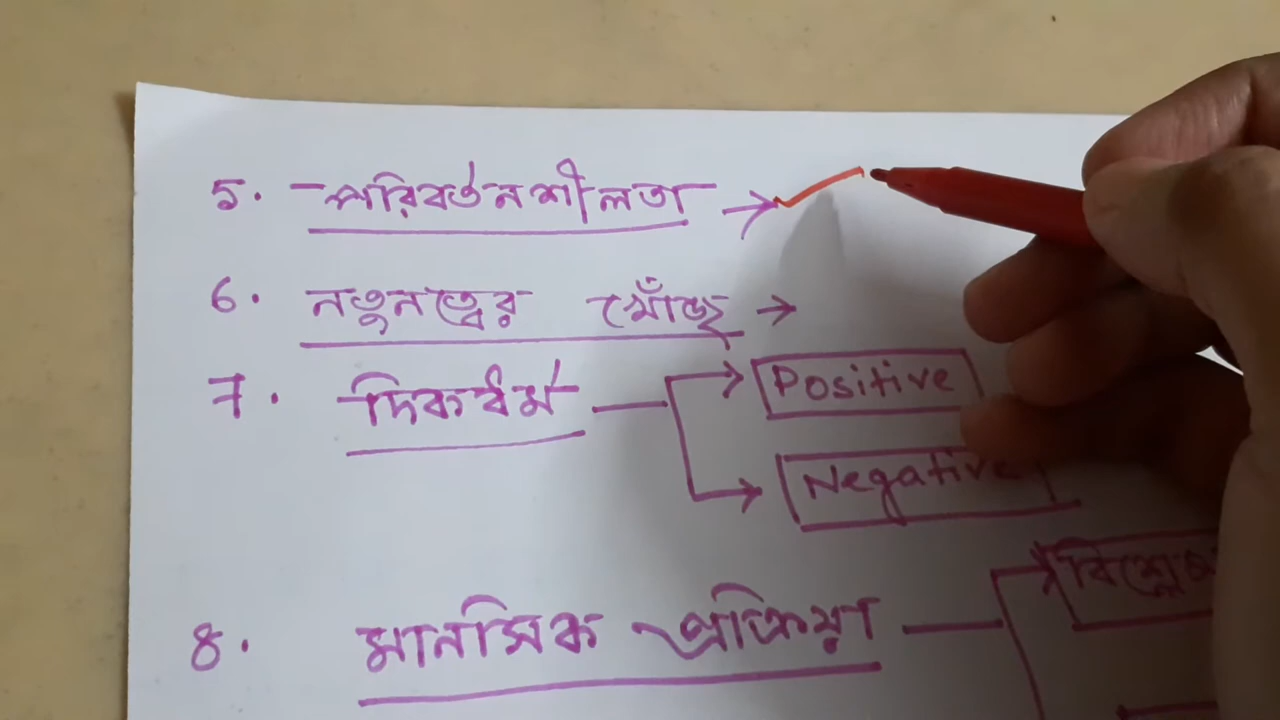 5. পরিবর্তনশীলতা →
6. নতুনত্বের খোঁজ →
7. দিকধর্ম → Positive
→ Negative
8. মানসিক প্রক্রিয়া →